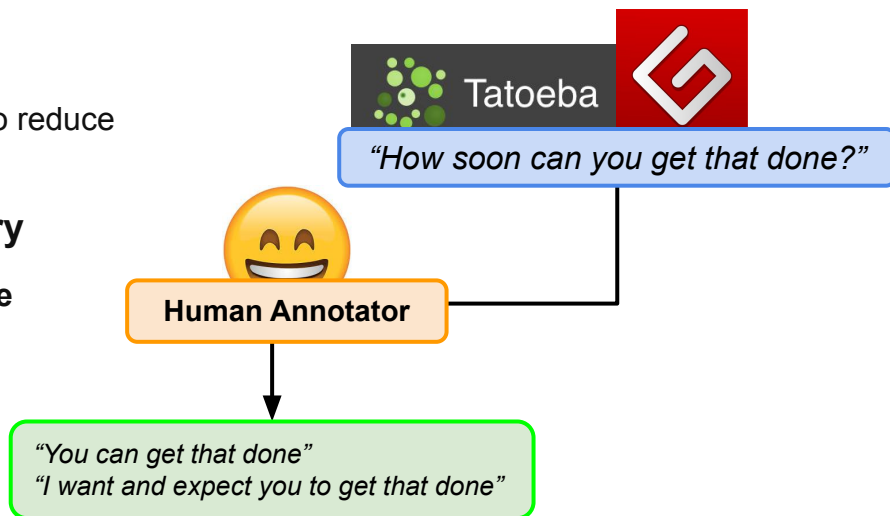 Tatoeba
o reduce
“How soon can you get that done?”
ry
e
Human Annotator
“You can get that done”
“I want and expect you to get that done”